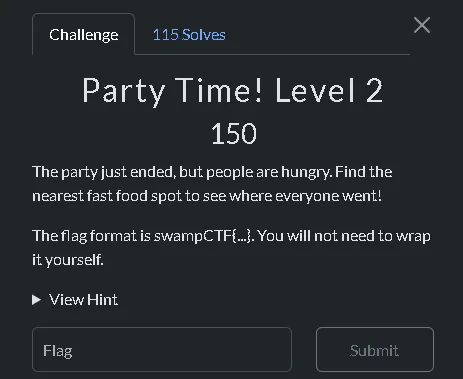 Challenge
115 Solves
Party Time! Level 2
150
The party just ended, but people are hungry. Find the
nearest fast food spot to see where everyone went!
The flag format is swampCTF{...}. You will not need to wrap
it yourself.
View Hint
Flag
Submit